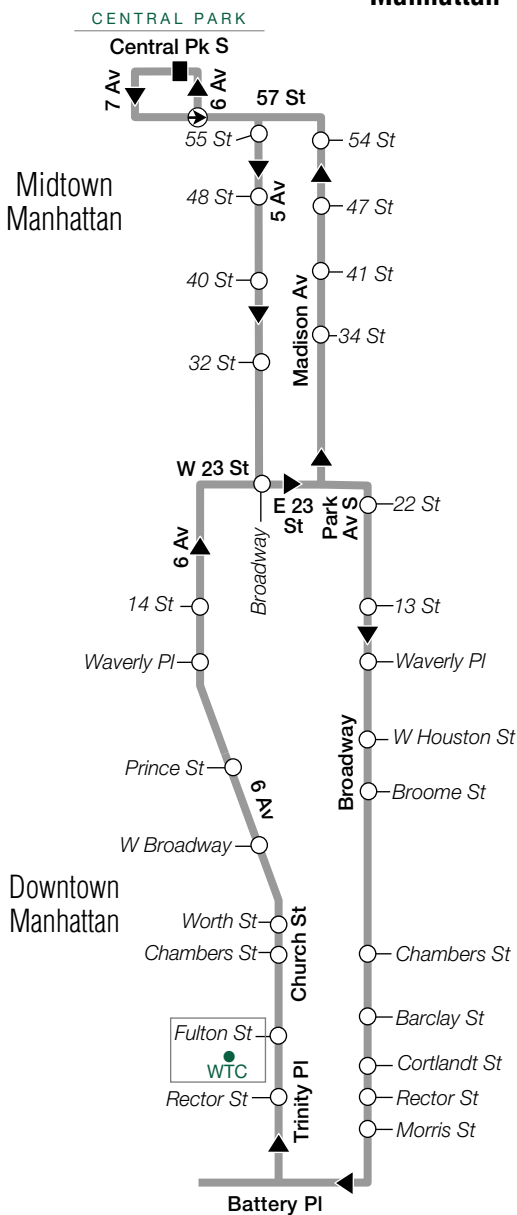 Manhattan
CENTRAL PARK
Central Pk S
7 Av
6 Av
57 St
55 St
54 St
Midtown
Manhattan
48 St
5 Av
47 St
40 St
41 St
Madison Av
34 St
32 St
W 23 St
E 23
St
Park
Av S
22 St
Broadway
6 Av
14 St
13 St
Waverly Pl
Waverly Pl
Broadway
W Houston St
Prince St
6 Av
Broome St
W Broadway
Downtown
Manhattan
Worth St
Church St
Chambers St
Chambers St
Barclay St
Fulton St
WTC
Cortlandt St
Rector St
Trinity Pl
Rector St
Morris St
Battery Pl